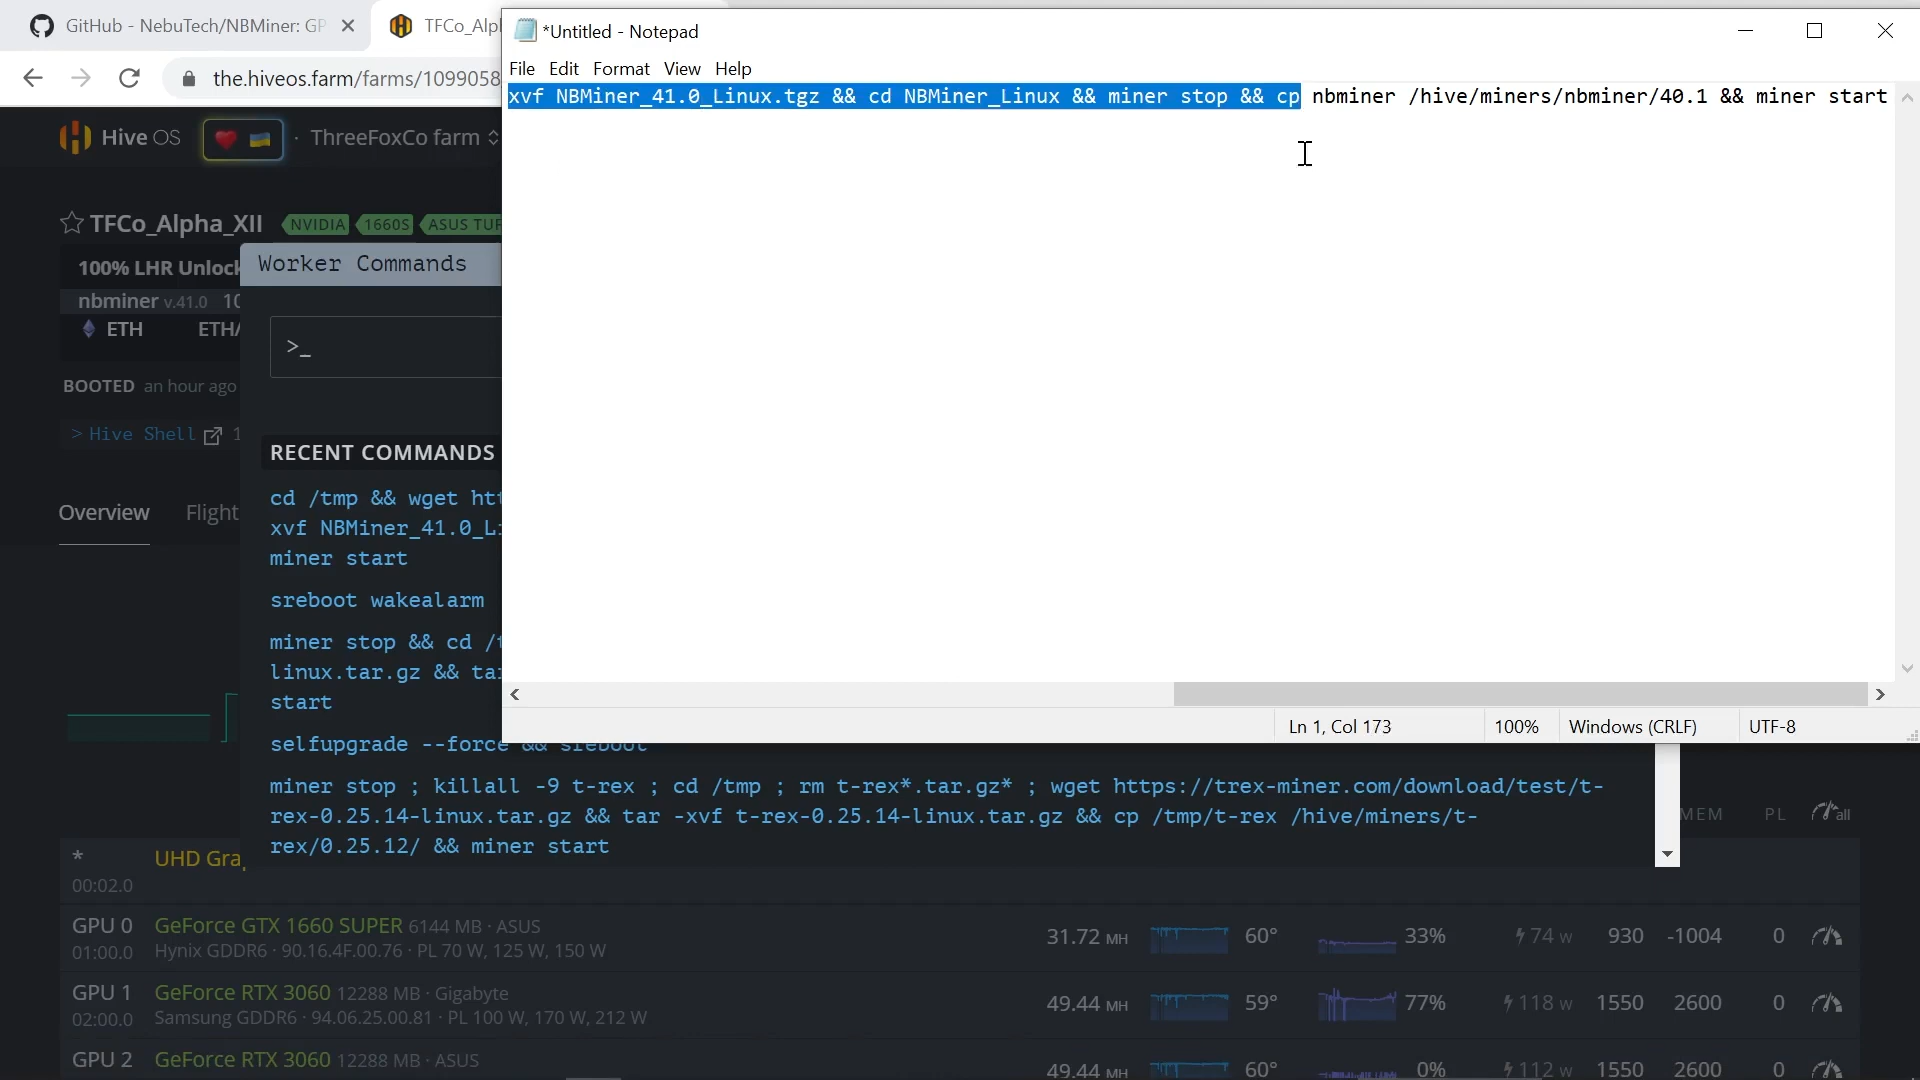 GitHub - NebuTech/NBMiner: GP
TFCo_Alp
*Untitled - Notepad
the.hiveos.farm/farms/1099058
File Edit Format View Help
xvf NBMiner_41.0_Linux.tgz && cd NBMiner_Linux && miner stop && cp nbminer /hive/miners/nbminer/40.1 && miner start
Hive OS
ThreeFoxCo farm
TFCo_Alpha_XII NVIDIA 1660S ASUS TUF
100% LHR Unlock
nbminer v.41.0
ETH ETH/
BOOTED an hour ago
> Hive Shell
Overview Flight
Worker Commands
>_
RECENT COMMANDS
cd /tmp && wget htt
xvf NBMiner_41.0_Li
miner start
sreboot wakealarm
miner stop && cd /t
linux.tar.gz && tar
start
selfupgrade --force && sreboot
miner stop ; killall -9 t-rex ; cd /tmp ; rm t-rex*.tar.gz* ; wget https://trex-miner.com/download/test/t-
rex-0.25.14-linux.tar.gz && tar -xvf t-rex-0.25.14-linux.tar.gz && cp /tmp/t-rex /hive/miners/t-
rex/0.25.12/ && miner start
Ln 1, Col 173 100% Windows (CRLF) UTF-8
MEM PL all
* UHD Gra
00:02.0
GPU 0 GeForce GTX 1660 SUPER 6144 MB · ASUS 31.72 MH 60° 33% 74 W 930 -1004 0
01:00.0 Hynix GDDR6 · 90.16.4F.00.76 · PL 70 W, 125 W, 150 W
GPU 1 GeForce RTX 3060 12288 MB · Gigabyte 49.44 MH 59° 77% 118 W 1550 2600 0
02:00.0 Samsung GDDR6 · 94.06.25.00.81 · PL 100 W, 170 W, 212 W
GPU 2 GeForce RTX 3060 12288 MB · ASUS 49.44 MH 60° 0% 112 W 1550 2600 0